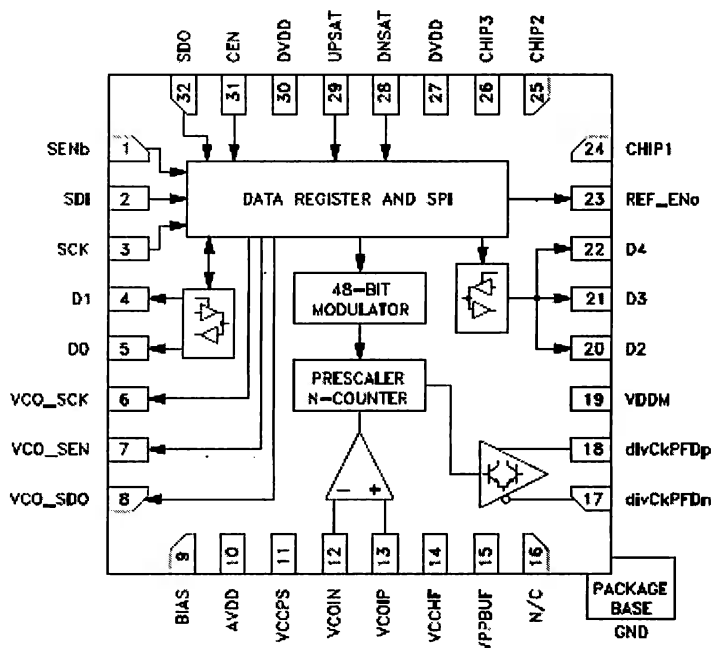 SDO
CEN
DVDD
UPSAT
DNSAT
DVDD
CHIP3
CHIP2
32
31
30
29
28
27
26
25
SENb
1
24
CHIP1
SDI
2
DATA REGISTER AND SPI
23
REF_ENo
SCK
3
22
D4
D1
4
48-BIT
MODULATOR
21
D3
D0
5
20
D2
PRESCALER
N-COUNTER
VCO_SCK
6
19
VDDM
VCO_SEN
7
18
divCkPFDp
VCO_SDO
8
- +
17
divCkPFDn
9
10
11
12
13
14
15
16
BIAS
AVDD
VCCPS
VCOIN
VCOIP
VCCHF
VPPBUF
N/C
PACKAGE
BASE
GND